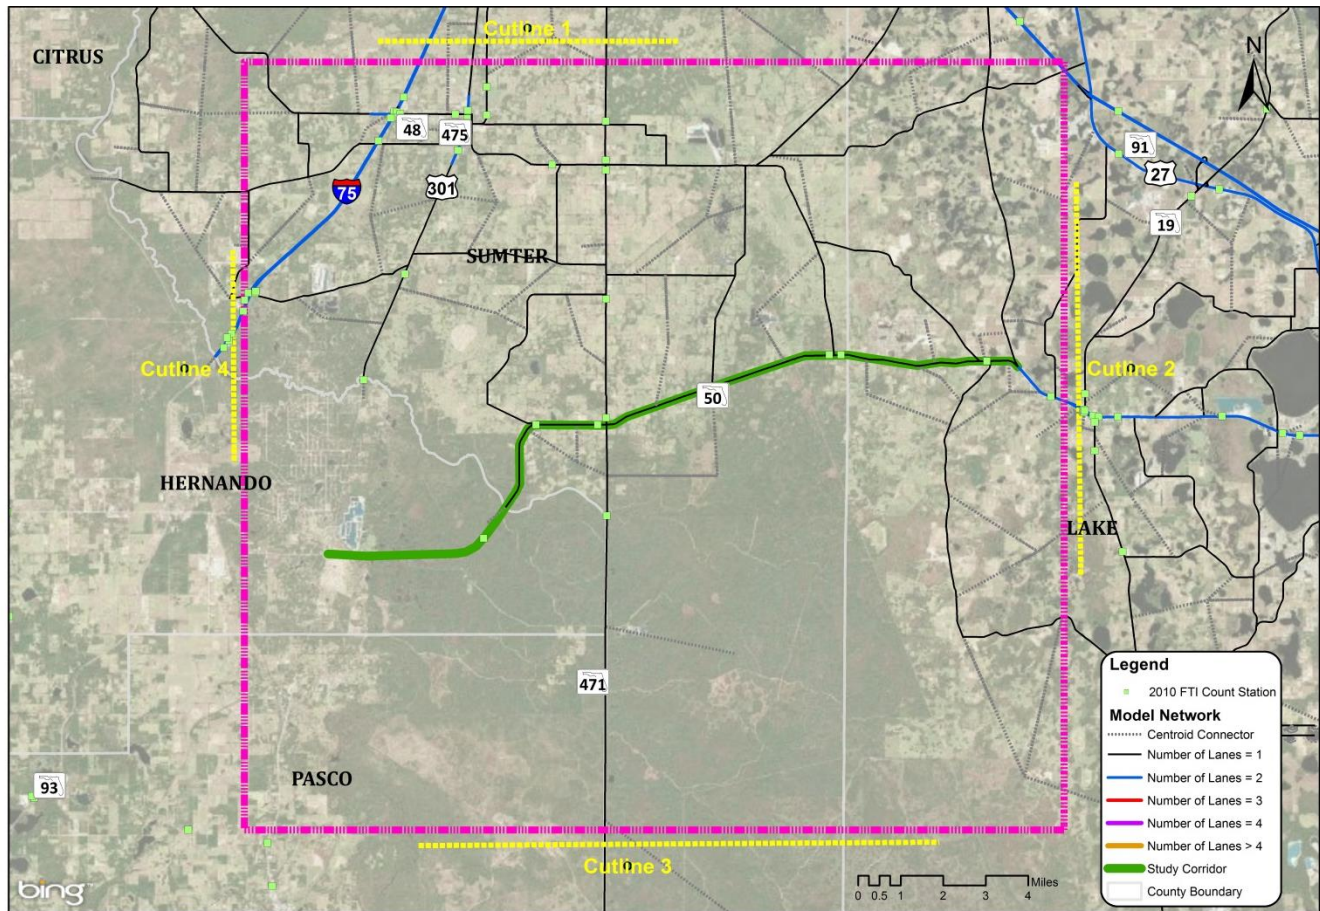 Cutline 1
CITRUS
N
48
475
91
75
301
27
19
SUMTER
Cutline 4
Cutline 2
50
HERNANDO
LAKE
471
PASCO
93
Cutline 3
bing
0 0.5 1 2 3 4 Miles
Legend
2010 FTI Count Station
Model Network
Centroid Connector
Number of Lanes = 1
Number of Lanes = 2
Number of Lanes = 3
Number of Lanes = 4
Number of Lanes > 4
Study Corridor
County Boundary